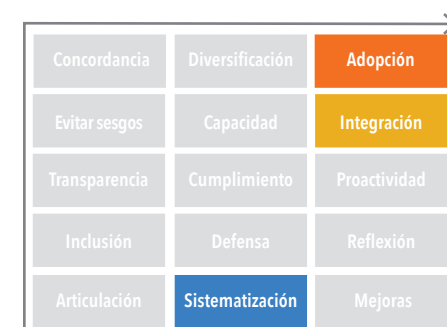 Concordancia Diversificación Adopción
Evitar sesgos Capacidad Integración
Transparencia Cumplimiento Proactividad
Inclusión Defensa Reflexión
Articulación Sistematización Mejoras